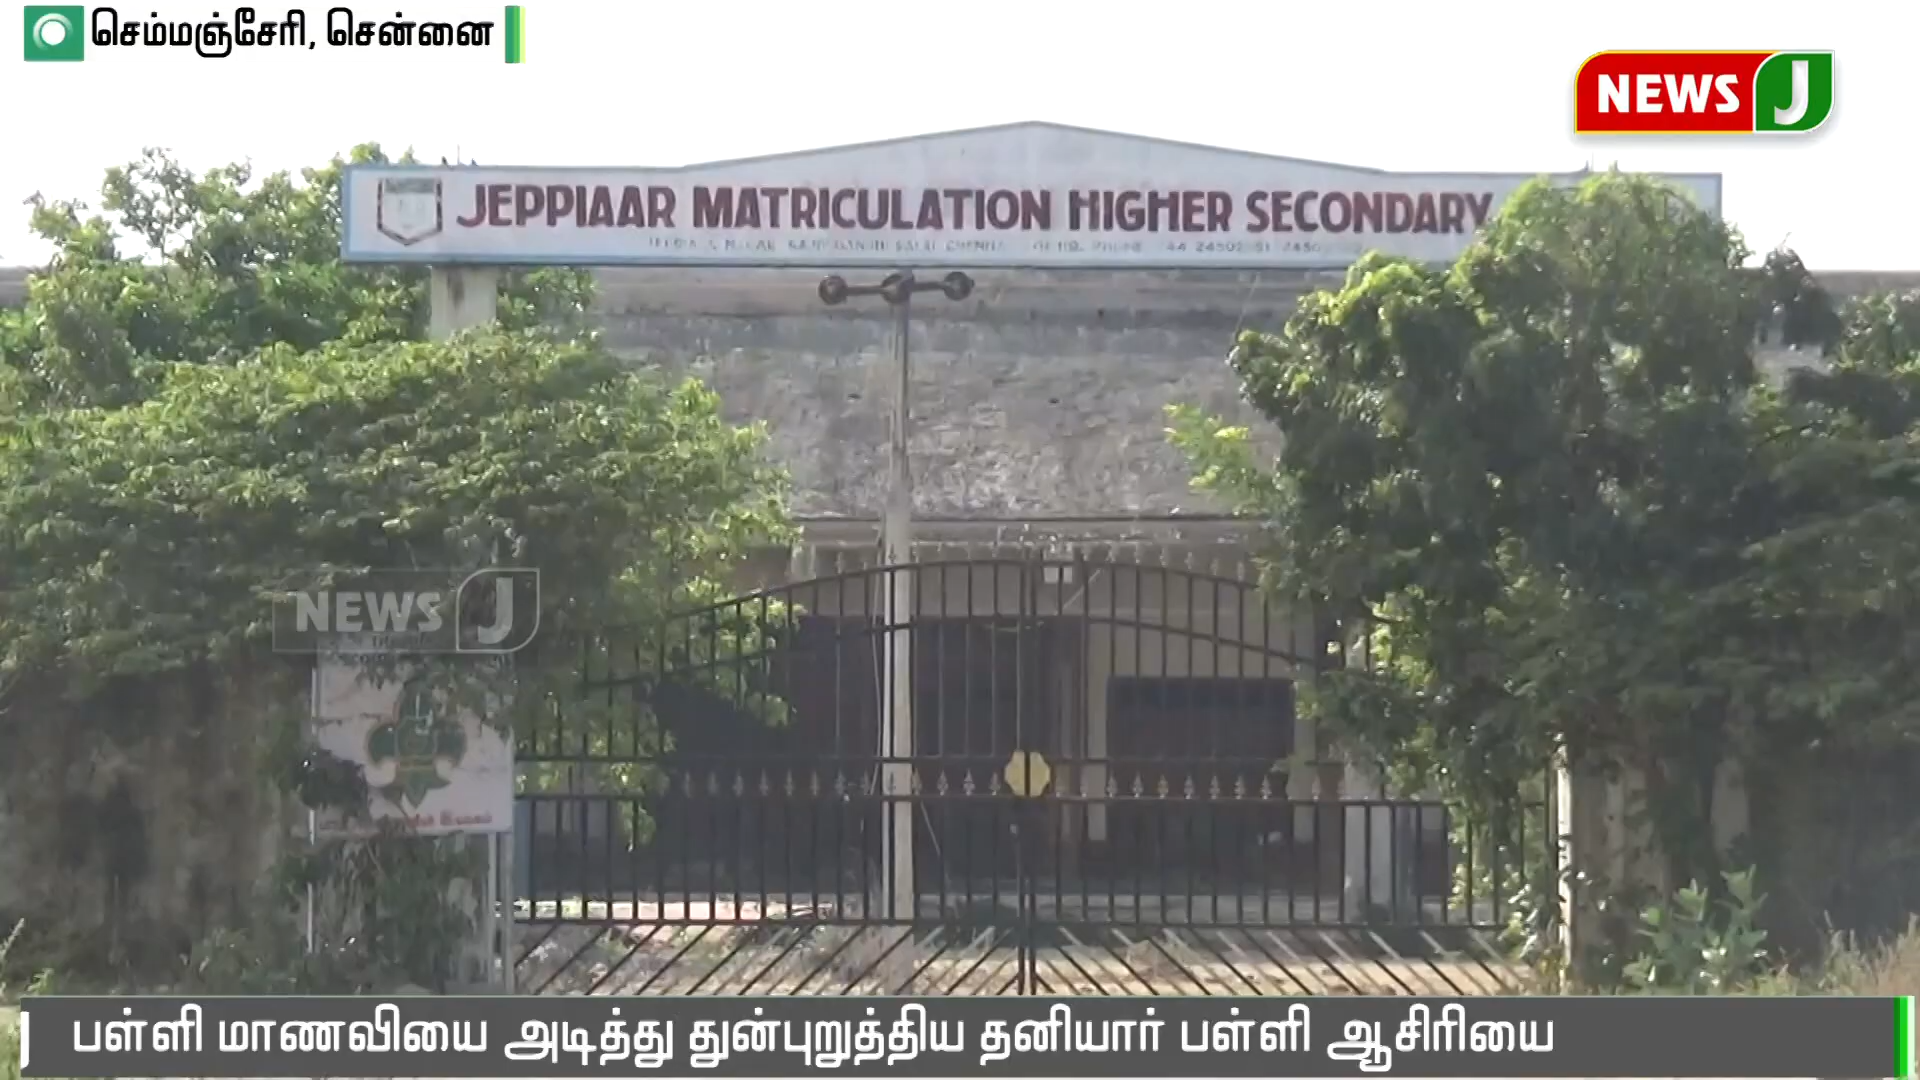 செம்மஞ்சேரி, சென்னை
NEWS J
JEPPIAAR MATRICULATION HIGHER SECONDARY
NEWS J
பள்ளி மாணவியை அடித்து துன்புறுத்திய தனியார் பள்ளி ஆசிரியை